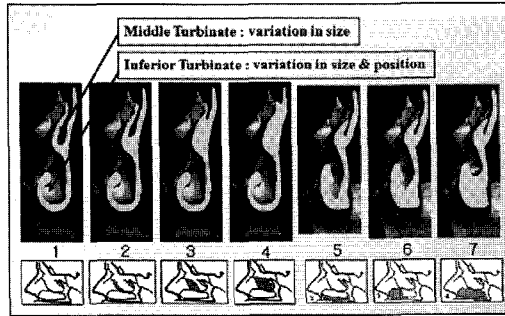 Middle Turbinate : variation in size
Inferior Turbinate : variation in size & position
1 2 3 4 5 6 7